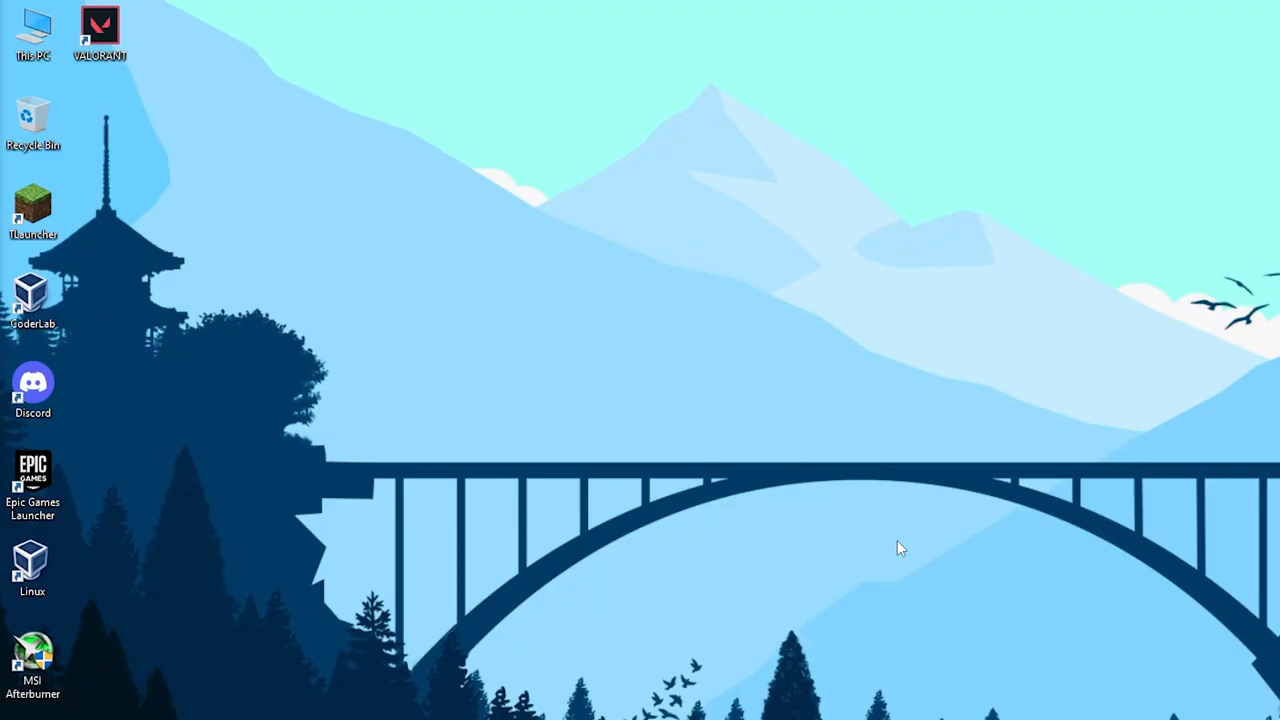 This PC
VALORANT
Recycle Bin
TLauncher
CoderLab
Discord
EPIC
GAMES
Epic Games
Launcher
Linux
MSI
Afterburner